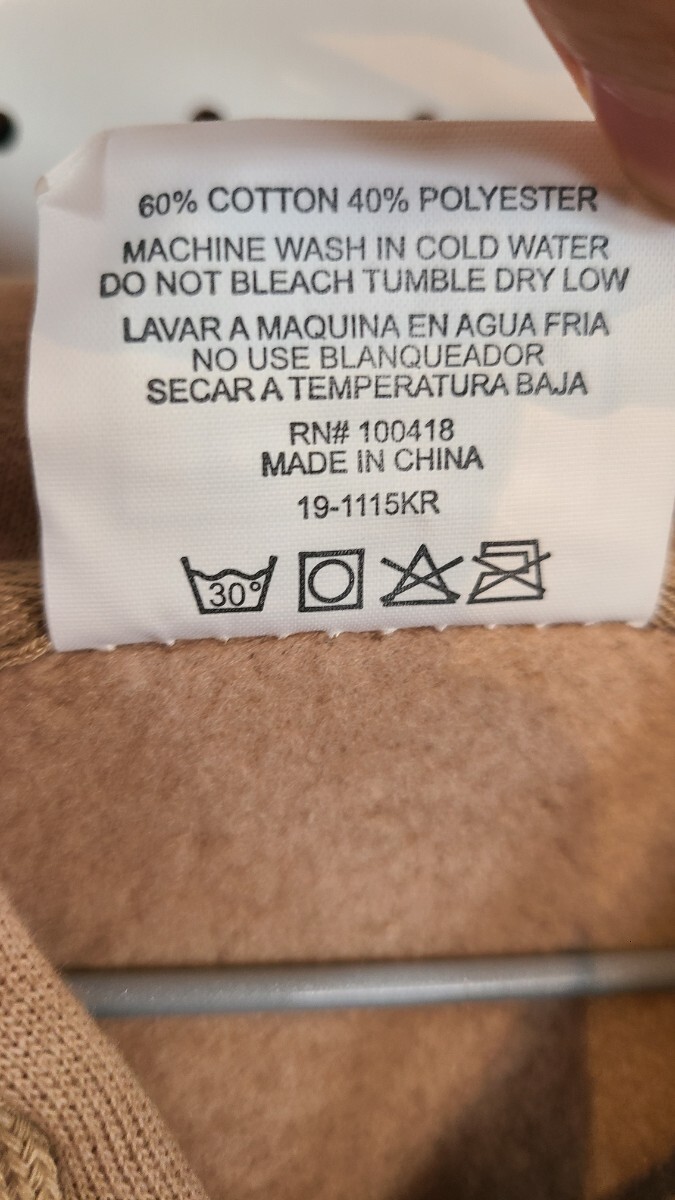 60% COTTON 40% POLYESTER
MACHINE WASH IN COLD WATER
DO NOT BLEACH TUMBLE DRY LOW
LAVAR A MAQUINA EN AGUA FRIA
NO USE BLANQUEADOR
SECAR A TEMPERATURA BAJA
RN# 100418
MADE IN CHINA
19-1115KR
30°